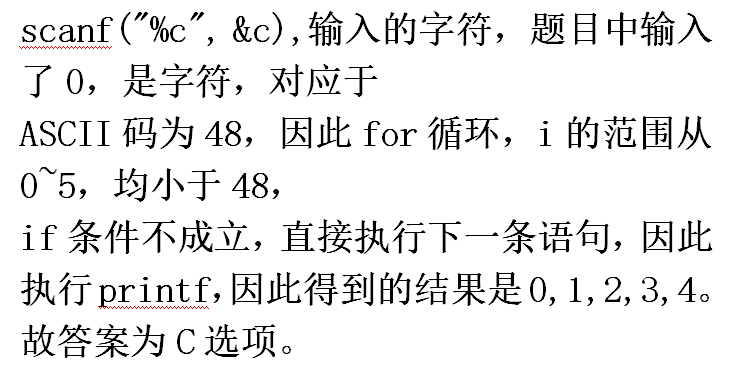 scanf("%c", &c),输入的字符，题目中输入
了 0，是字符，对应于
ASCII 码为 48，因此 for 循环，i 的范围从
0~5，均小于 48，
if 条件不成立，直接执行下一条语句，因此
执行 printf，因此得到的结果是 0,1,2,3,4。
故答案为 C 选项。